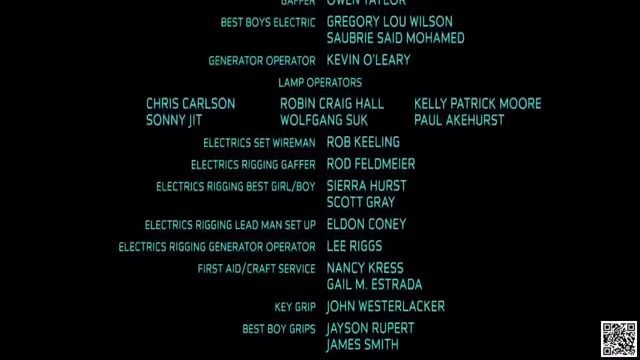 GAFFER OWEN TAYLOR
BEST BOYS ELECTRIC GREGORY LOU WILSON
SAUBRIE SAID MOHAMED
GENERATOR OPERATOR KEVIN O'LEARY
LAMP OPERATORS
CHRIS CARLSON ROBIN CRAIG HALL KELLY PATRICK MOORE
SONNY JIT WOLFGANG SUK PAUL AKEHURST
ELECTRICS SET WIREMAN ROB KEELING
ELECTRICS RIGGING GAFFER ROD FELDMEIER
ELECTRICS RIGGING BEST GIRL/BOY SIERRA HURST
SCOTT GRAY
ELECTRICS RIGGING LEAD MAN SET UP ELDON CONEY
ELECTRICS RIGGING GENERATOR OPERATOR LEE RIGGS
FIRST AID/CRAFT SERVICE NANCY KRESS
GAIL M. ESTRADA
KEY GRIP JOHN WESTERLACKER
BEST BOY GRIPS JAYSON RUPERT
JAMES SMITH